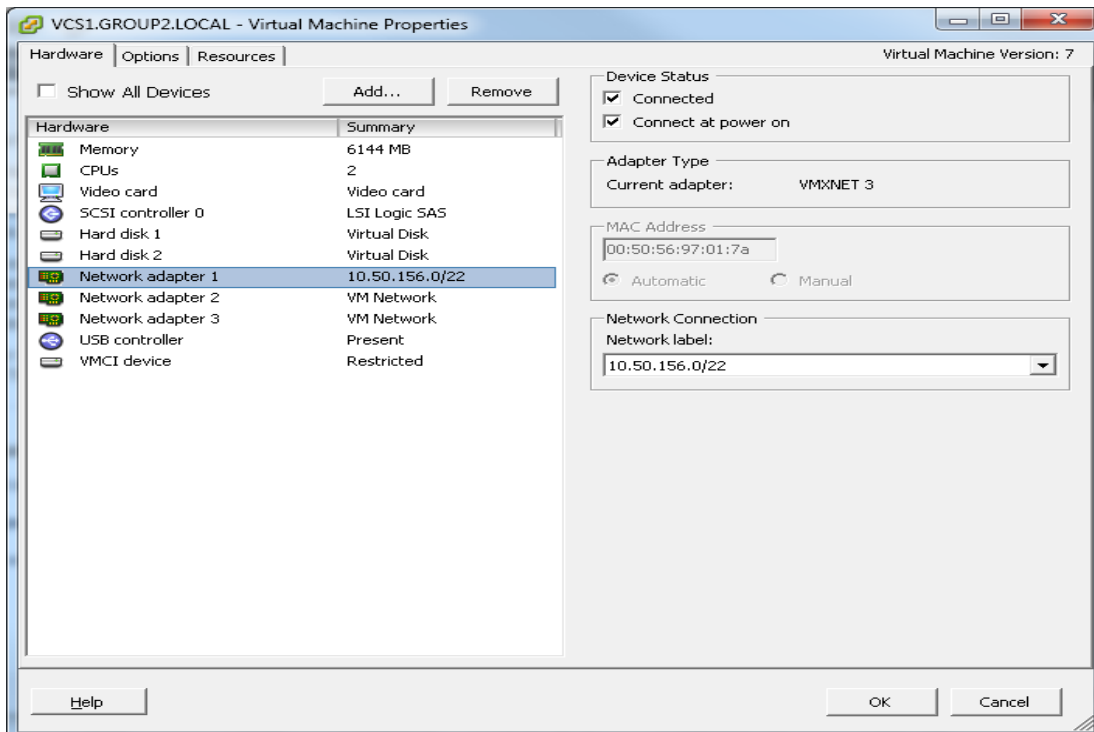 VCS1.GROUP2.LOCAL - Virtual Machine Properties
Hardware Options Resources Virtual Machine Version: 7
Show All Devices Add... Remove
Hardware Summary
Memory 6144 MB
CPUs 2
Video card Video card
SCSI controller 0 LSI Logic SAS
Hard disk 1 Virtual Disk
Hard disk 2 Virtual Disk
Network adapter 1 10.50.156.0/22
Network adapter 2 VM Network
Network adapter 3 VM Network
USB controller Present
VMCI device Restricted
Device Status
Connected
Connect at power on
Adapter Type
Current adapter: VMXNET 3
MAC Address
00:50:56:97:01:7a
Automatic Manual
Network Connection
Network label:
10.50.156.0/22
Help OK Cancel